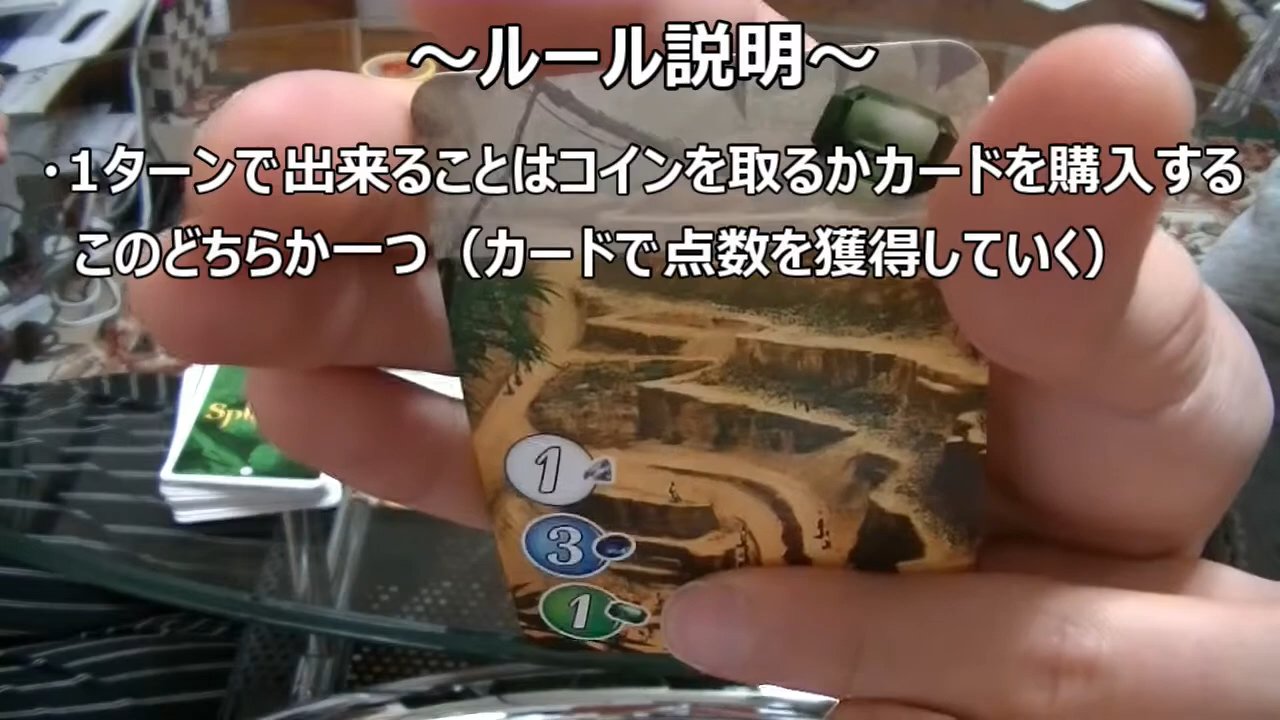 ～ルール説明～
・1ターンで出来ることはコインを取るかカードを購入する
このどちらか一つ（カードで点数を獲得していく）
1
3
1